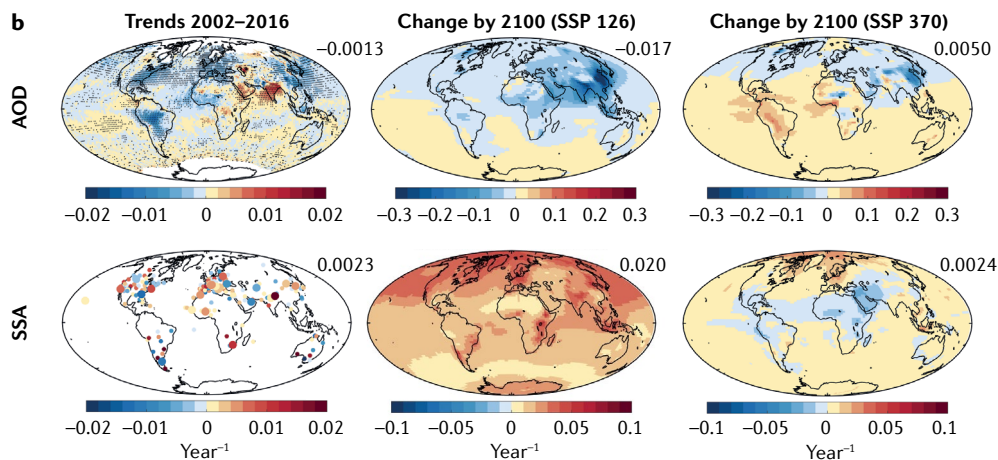 b
Trends 2002–2016
Change by 2100 (SSP 126)
Change by 2100 (SSP 370)
AOD
−0.0013
−0.017
0.0050
−0.02 −0.01 0 0.01 0.02
−0.3 −0.2 −0.1 0 0.1 0.2 0.3
−0.3 −0.2 −0.1 0 0.1 0.2 0.3
SSA
0.0023
0.020
0.0024
−0.02 −0.01 0 0.01 0.02
−0.1 −0.05 0 0.05 0.1
−0.1 −0.05 0 0.05 0.1
Year−1
Year−1
Year−1